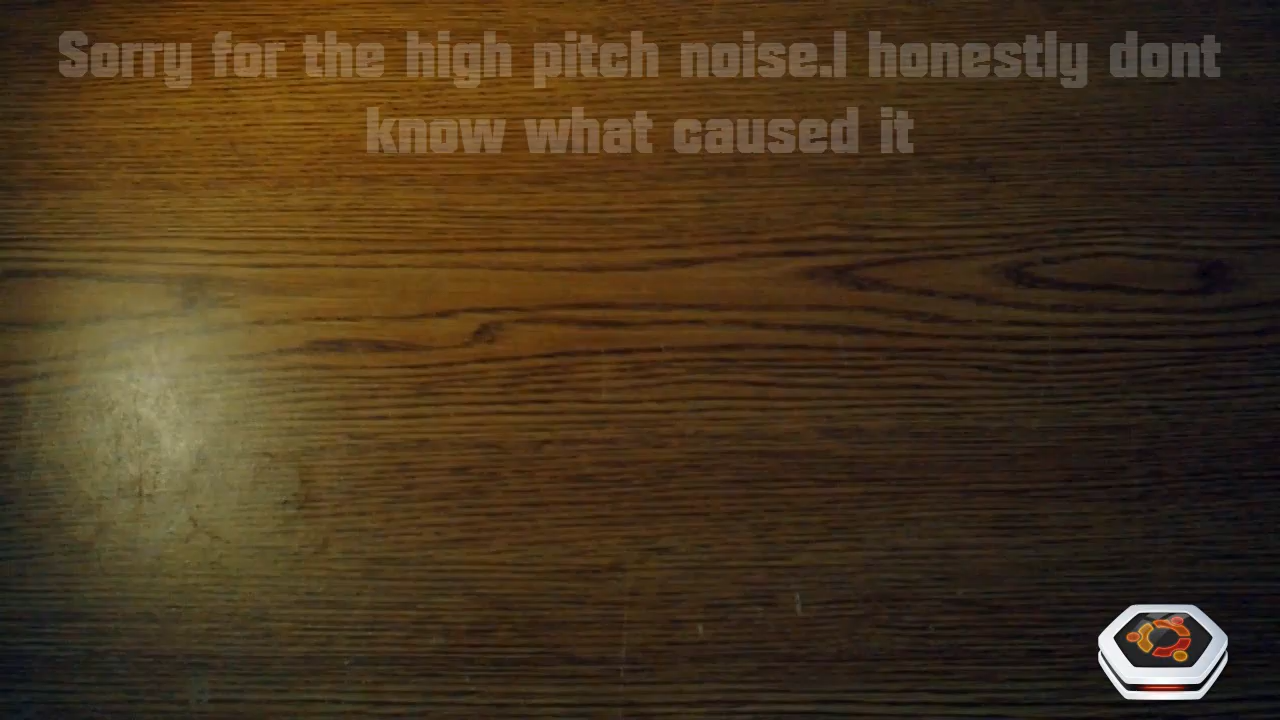 Sorry for the high pitch noise.I honestly dont
know what caused it